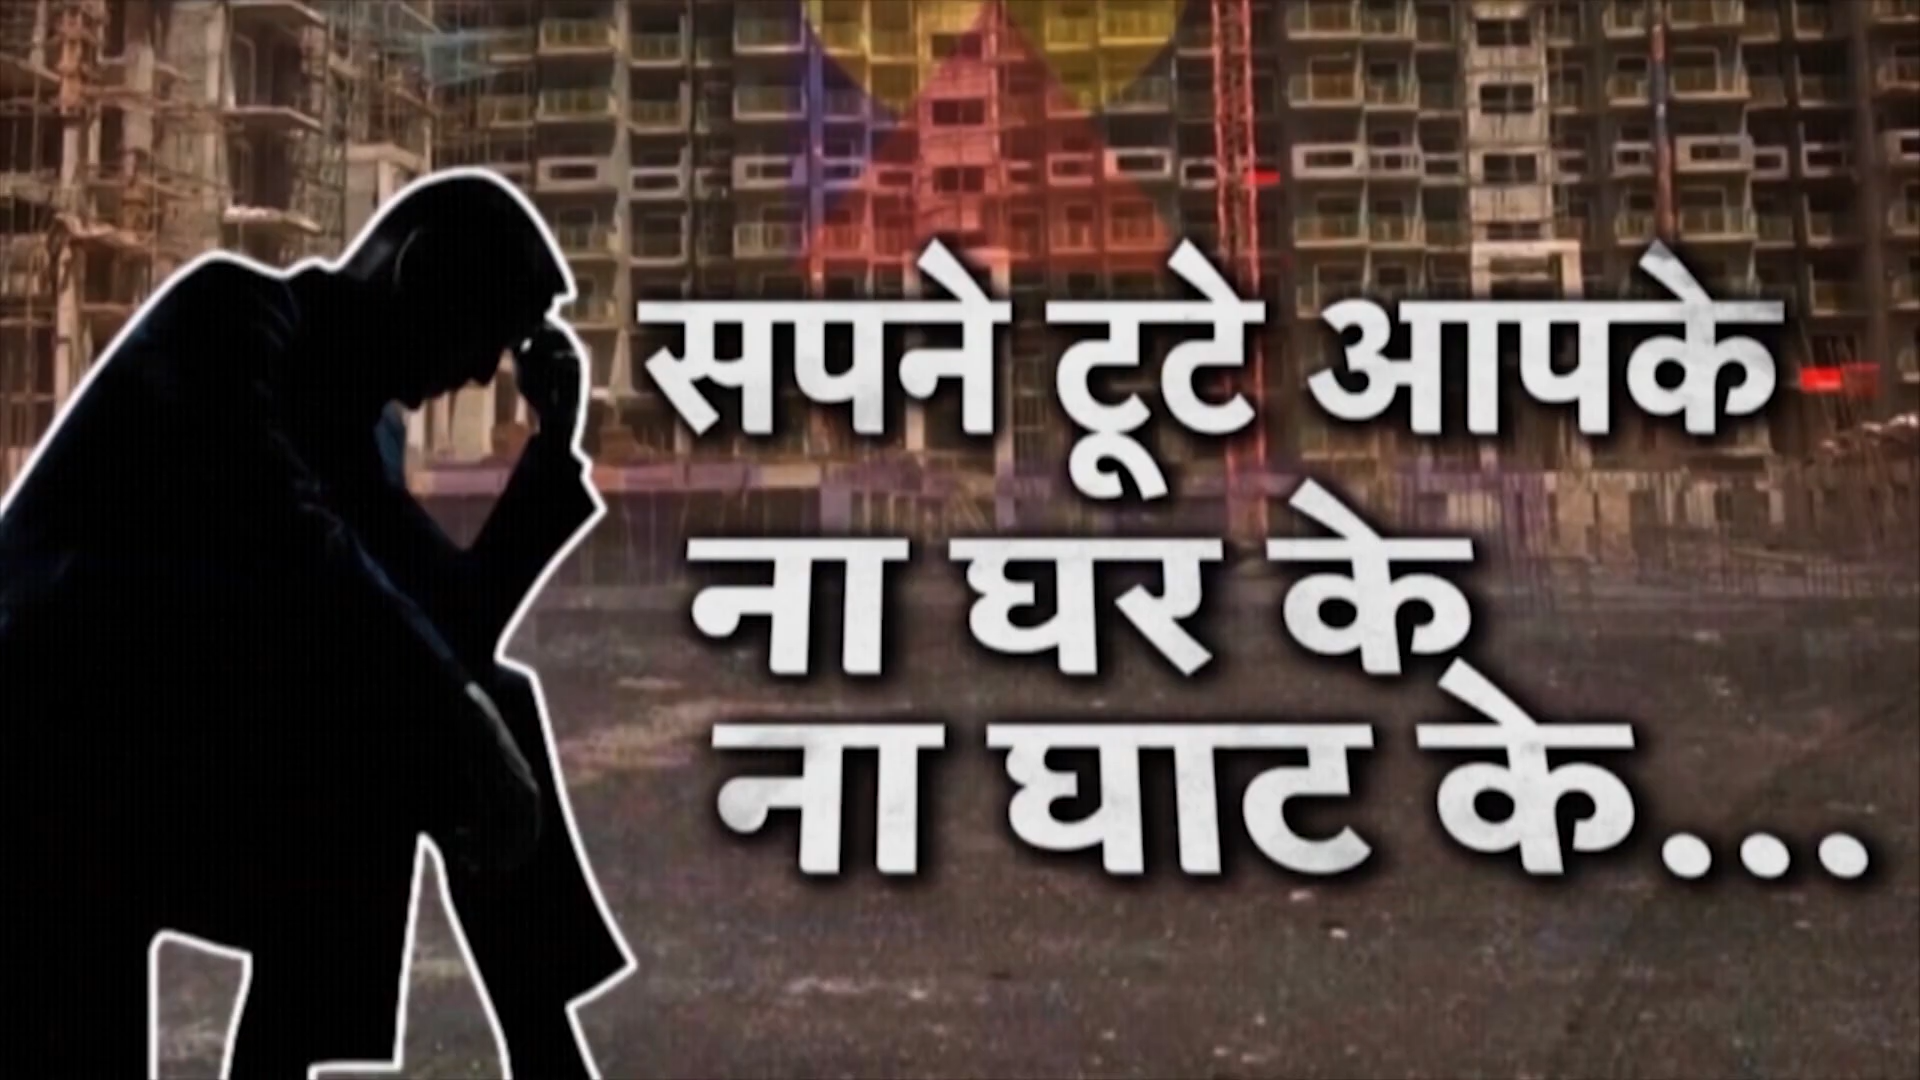 सपने टूटे आपके
ना घर के
ना घाट के...